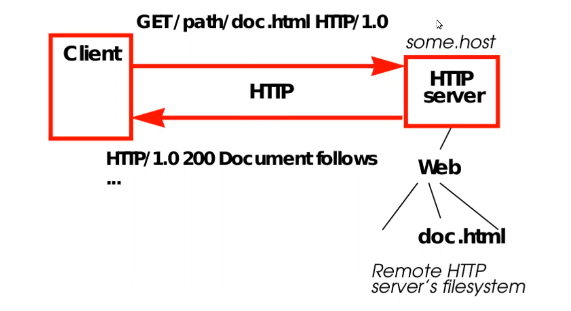 GET /path/doc.html HTTP/1.0
some.host
Client
HTTP
server
HTTP
HTTP/1.0 200 Document follows
...
Web
doc.html
Remote HTTP
server's filesystem